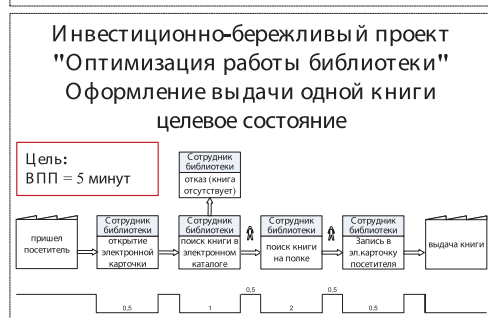 Инвестиционно-бережливый проект
"Оптимизация работы библиотеки"
Оформление выдачи одной книги
целевое состояние
Цель:
ВПП = 5 минут
Сотрудник
библиотеки
отказ (книга
отсутствует)
пришел
посетитель
Сотрудник
библиотеки
открытие
электронной
карточки
Сотрудник
библиотеки
поиск книги в
электронном
каталоге
Сотрудник
библиотеки
поиск книги
на полке
Сотрудник
библиотеки
Запись в
эл.карточку
посетителя
выдача книги
0,5
1
0,5
2
0,5
0,5